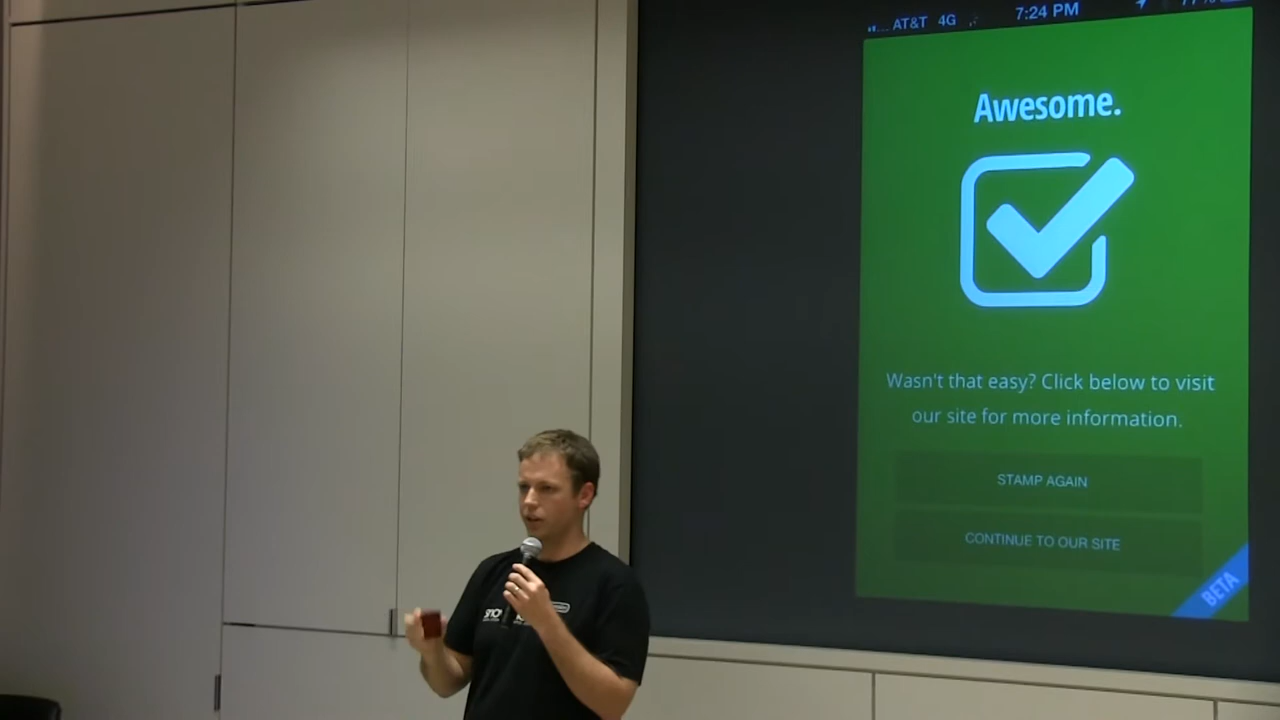 AT&T 4G 7:24 PM
Awesome.
Wasn't that easy? Click below to visit
our site for more information.
STAMP AGAIN
CONTINUE TO OUR SITE
BETA